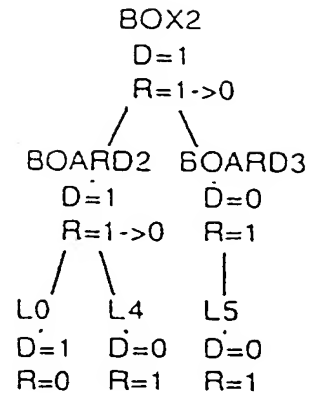 BOX2
D=1
R=1->0
BOARD2 BOARD3
D=1 D=0
R=1->0 R=1
L0 L4 L5
D=1 D=0 D=0
R=0 R=1 R=1